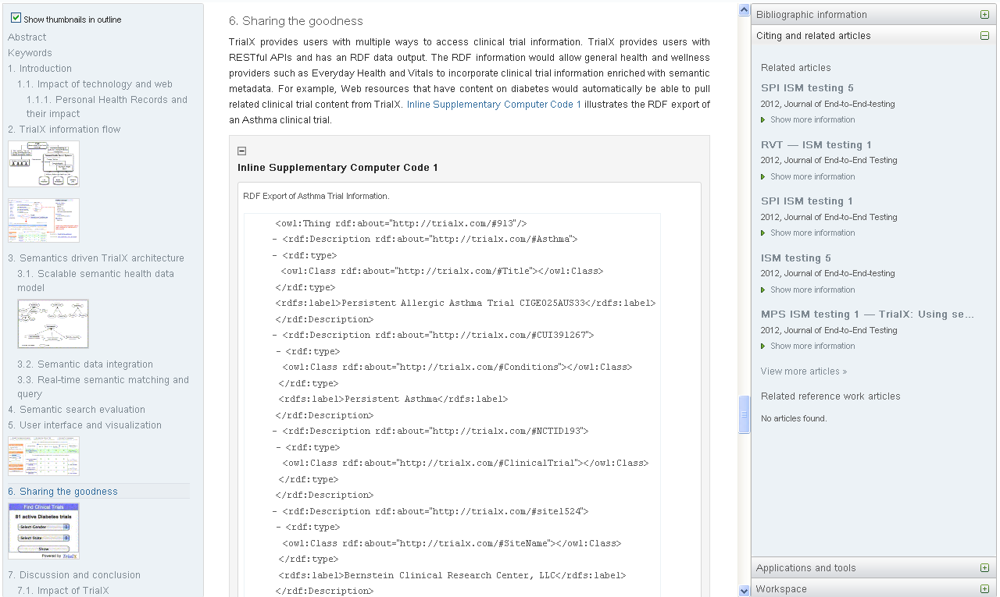 Show thumbnails in outline
Abstract
Keywords
1. Introduction
1.1. Impact of technology and web
1.1.1. Personal Health Records and
their impact
2. TrialX information flow
3. Semantics driven TrialX architecture
3.1. Scalable semantic health data
model
3.2. Semantic data integration
3.3. Real-time semantic matching and
query
4. Semantic search evaluation
5. User interface and visualization
6. Sharing the goodness
Find Clinical Trials
81 active Diabetes trials
Select Gender
Select State
Show
Powered by TrialX
7. Discussion and conclusion
7.1. Impact of TrialX
6. Sharing the goodness
TrialX provides users with multiple ways to access clinical trial information. TrialX provides users with
RESTful APIs and has an RDF data output. The RDF information would allow general health and wellness
providers such as Everyday Health and Vitals to incorporate clinical trial information enriched with semantic
metadata. For example, Web resources that have content on diabetes would automatically be able to pull
related clinical trial content from TrialX. Inline Supplementary Computer Code 1 illustrates the RDF export of
an Asthma clinical trial.
Inline Supplementary Computer Code 1
RDF Export of Asthma Trial Information.
<owl:Thing rdf:about="http://trialx.com/#913"/>
<rdf:Description rdf:about="http://trialx.com/#Asthma">
– <rdf:type>
<owl:Class rdf:about="http://trialx.com/#Title"></owl:Class>
</rdf:type>
<rdfs:label>Persistent Allergic Asthma Trial CIGE025AUS33</rdfs:label>
</rdf:Description>
– <rdf:Description rdf:about="http://trialx.com/#CUI391267">
<rdf:type>
<owl:Class rdf:about="http://trialx.com/#Conditions"></owl:Class>
</rdf:type>
<rdfs:label>Persistent Asthma</rdfs:label>
</rdf:Description>
– <rdf:Description rdf:about="http://trialx.com/#NCTID193">
– <rdf:type>
<owl:Class rdf:about="http://trialx.com/#ClinicalTrial"></owl:Class>
</rdf:type>
</rdf:Description>
– <rdf:Description rdf:about="http://trialx.com/#site1524">
– <rdf:type>
<owl:Class rdf:about="http://trialx.com/#SiteName"></owl:Class>
</rdf:type>
<rdfs:label>Bernstein Clinical Research Center, LLC</rdfs:label>
</rdf:Description>
Bibliographic information
Citing and related articles
Related articles
SPI ISM testing 5
2012, Journal of End-to-End-testing
Show more information
RVT — ISM testing 1
2012, Journal of End-to-End Testing
Show more information
SPI ISM testing 1
2012, Journal of End-to-End Testing
Show more information
ISM testing 5
2012, Journal of End-to-End-testing
Show more information
MPS ISM testing 1 — TrialX: Using se...
2012, Journal of End-to-End Testing
Show more information
View more articles »
Related reference work articles
No articles found.
Applications and tools
Workspace